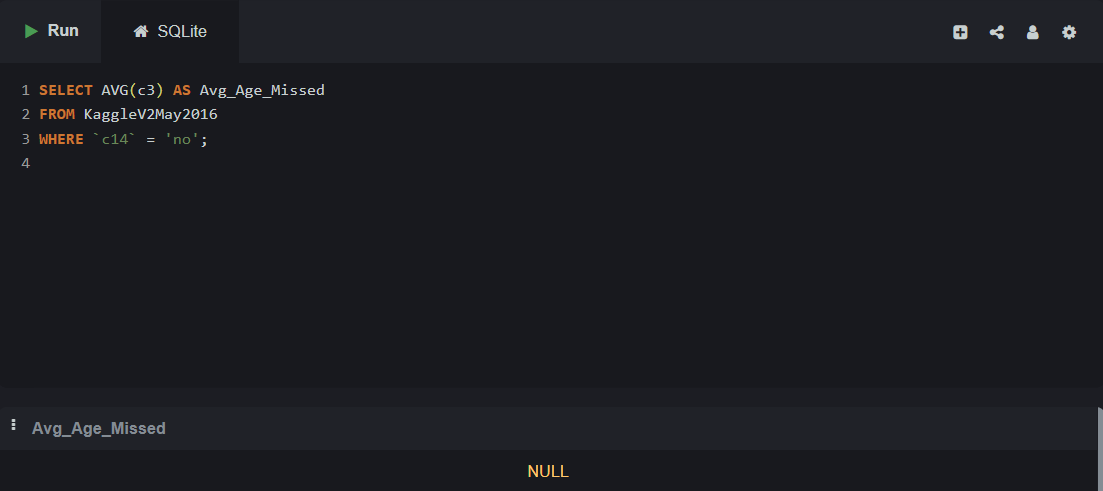 Run
SQLite
1 SELECT AVG(c3) AS Avg_Age_Missed
2 FROM KaggleV2May2016
3 WHERE `c14` = 'no';
4
Avg_Age_Missed
NULL